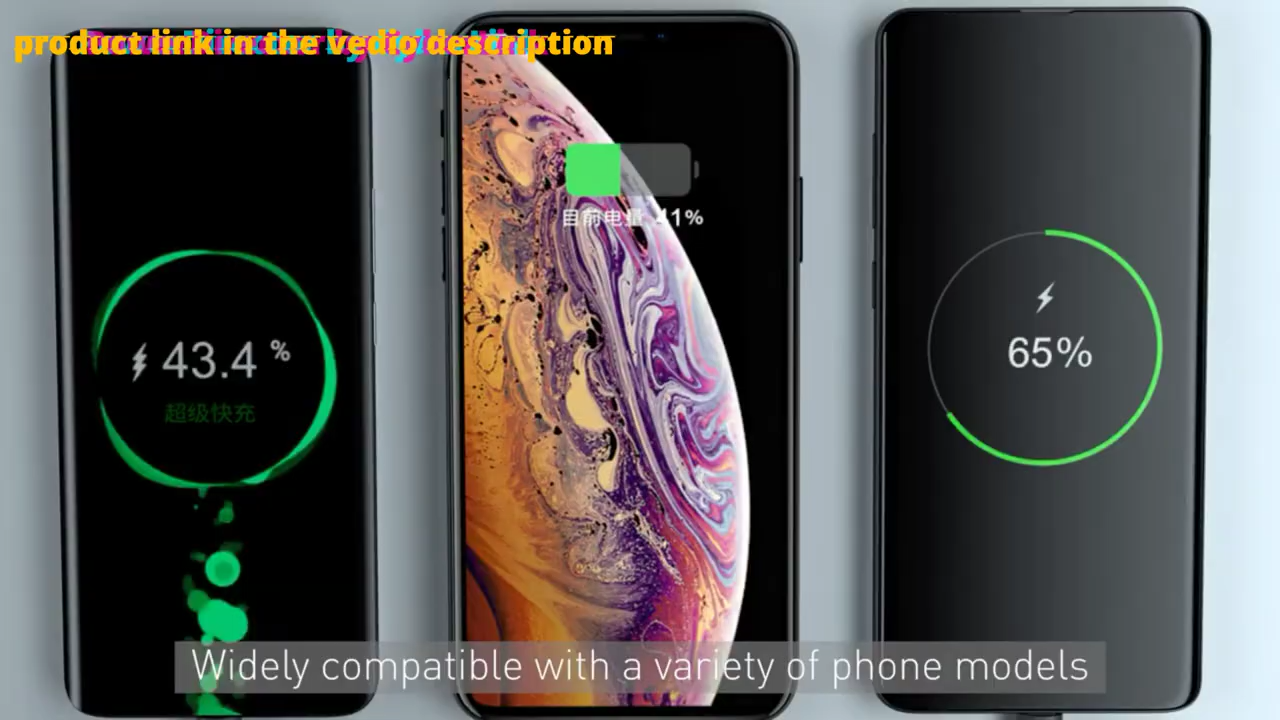 product link in the vedio description
目前电量 41%
43.4 %
超级快充
65%
Widely compatible with a variety of phone models